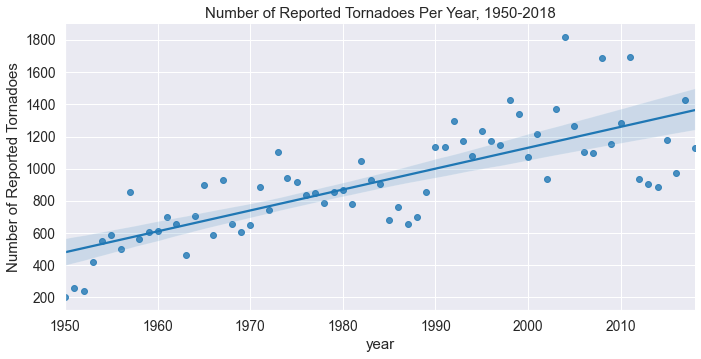 Number of Reported Tornadoes Per Year, 1950-2018
Number of Reported Tornadoes
1800
1600
1400
1200
1000
800
600
400
200
1950 1960 1970 1980 1990 2000 2010
year